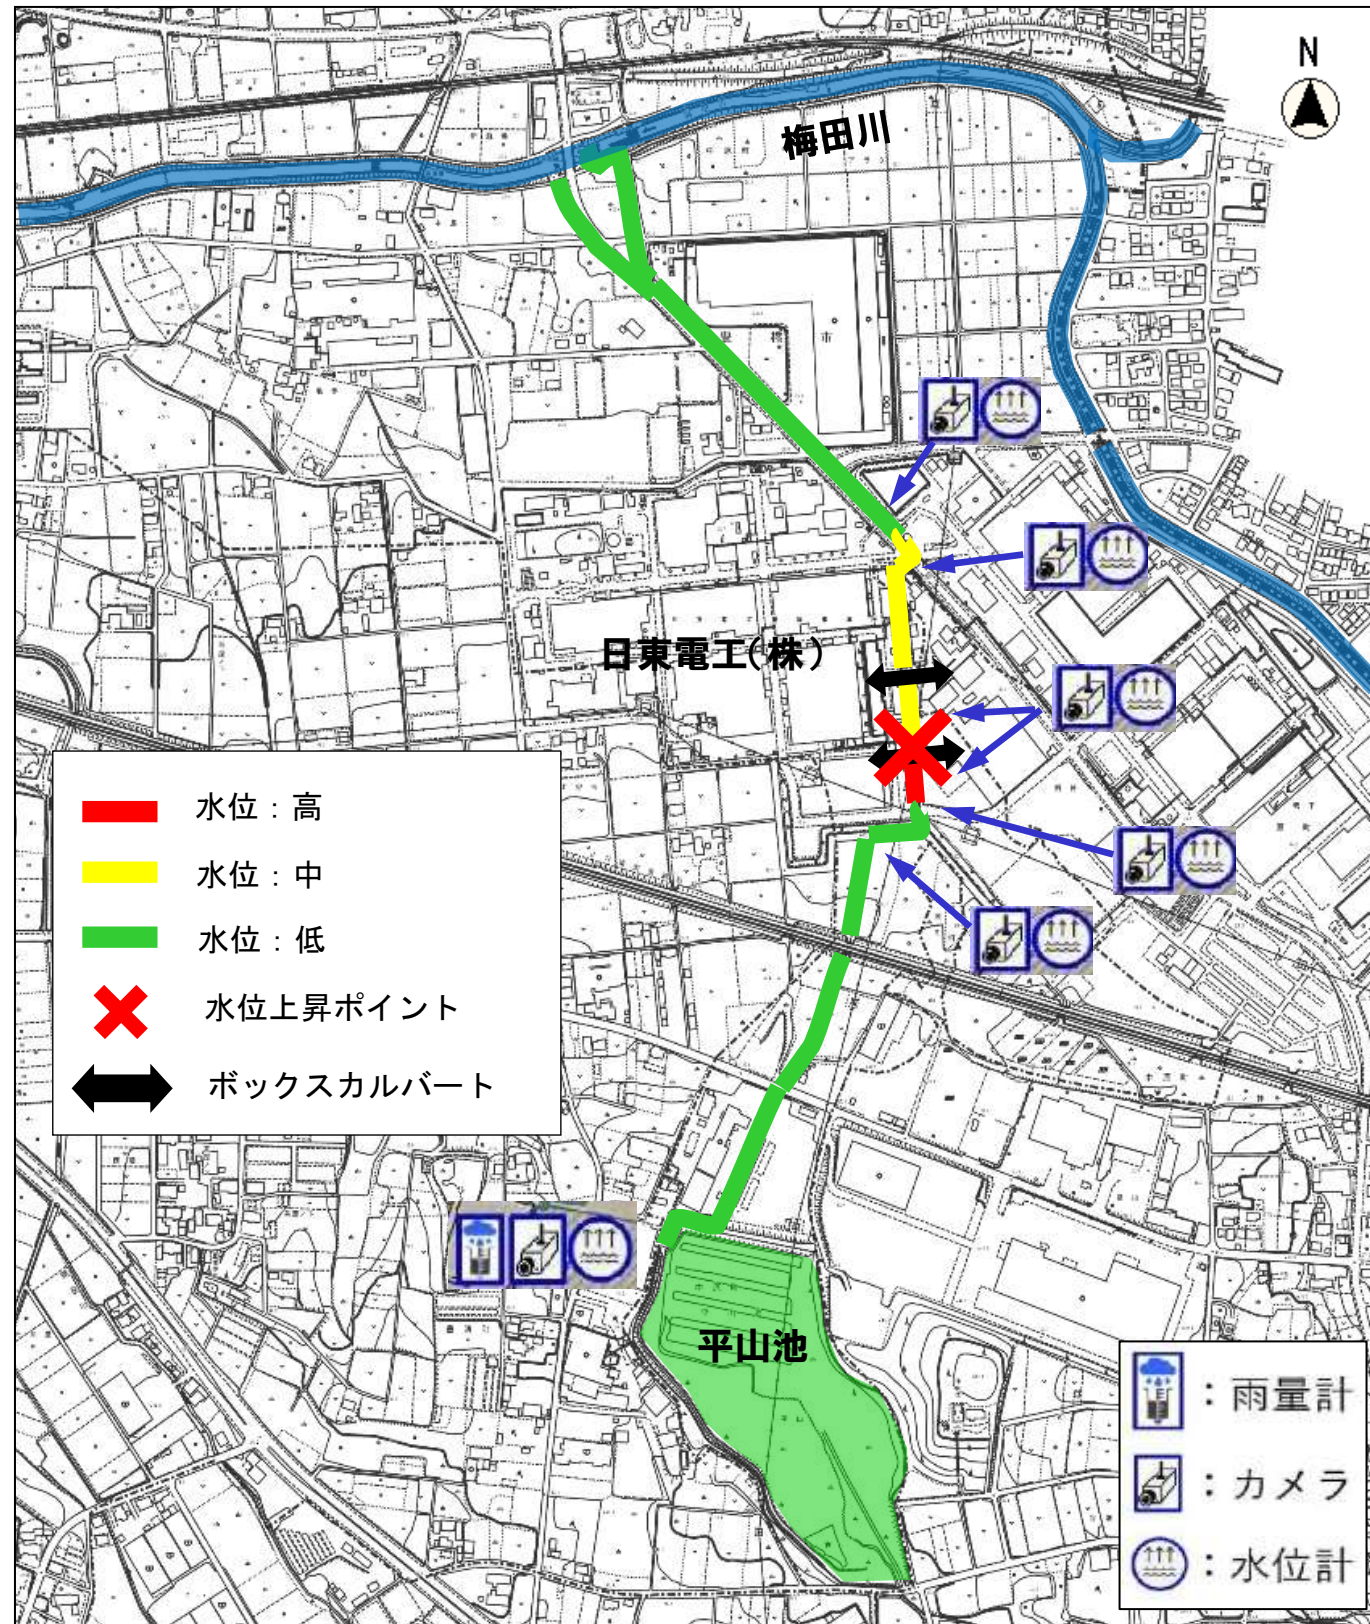 N
梅田川
日東電工(株)
水位：高
水位：中
水位：低
水位上昇ポイント
ボックスカルバート
平山池
：雨量計
：カメラ
：水位計